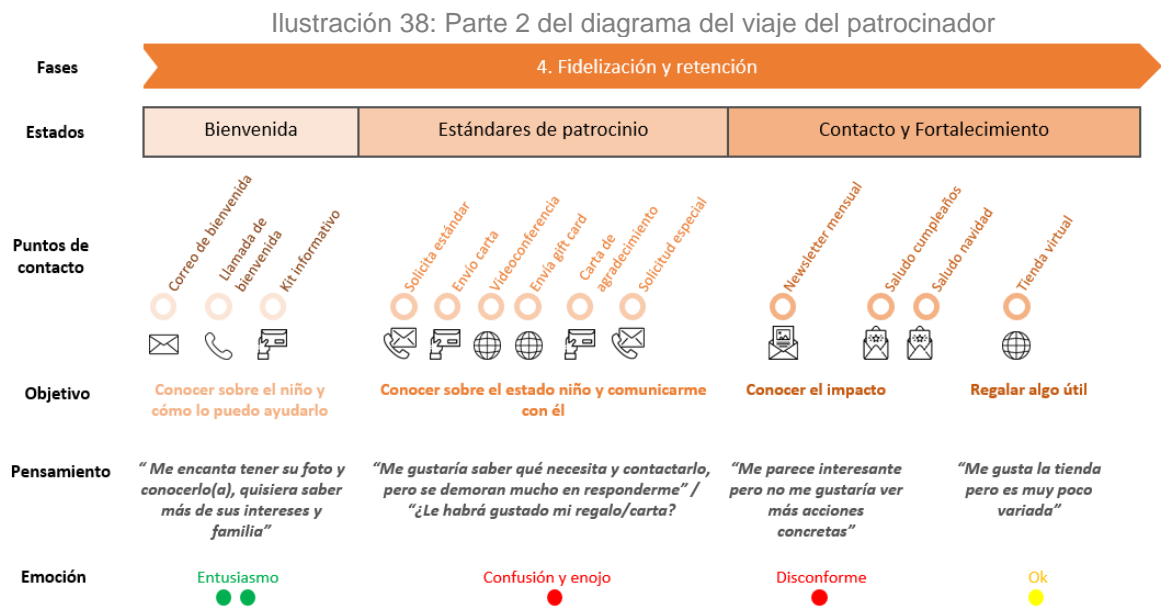 Ilustración 38: Parte 2 del diagrama del viaje del patrocinador
Fases
4. Fidelización y retención
Estados
Bienvenida
Estándares de patrocinio
Contacto y Fortalecimiento
Puntos de
contacto
Correo de bienvenida
Llamada de
bienvenida
Kit informativo
Solicita estándar
Envío carta
Videoconferencia
Envía gift card
Carta de
agradecimiento
Solicitud especial
Newsletter mensual
Saludo cumpleaños
Saludo navidad
Tienda virtual
Objetivo
Conocer sobre el niño y
cómo lo puedo ayudarlo
Conocer sobre el estado niño y comunicarme
con él
Conocer el impacto
Regalar algo útil
Pensamiento
“ Me encanta tener su foto y
conocerlo(a), quisiera saber
más de sus intereses y
familia”
“Me gustaría saber qué necesita y contactarlo,
pero se demoran mucho en responderme” /
“¿Le habrá gustado mi regalo/carta?
“Me parece interesante
pero no me gustaría ver
más acciones
concretas”
“Me gusta la tienda
pero es muy poco
variada”
Emoción
Entusiasmo
Confusión y enojo
Disconforme
Ok